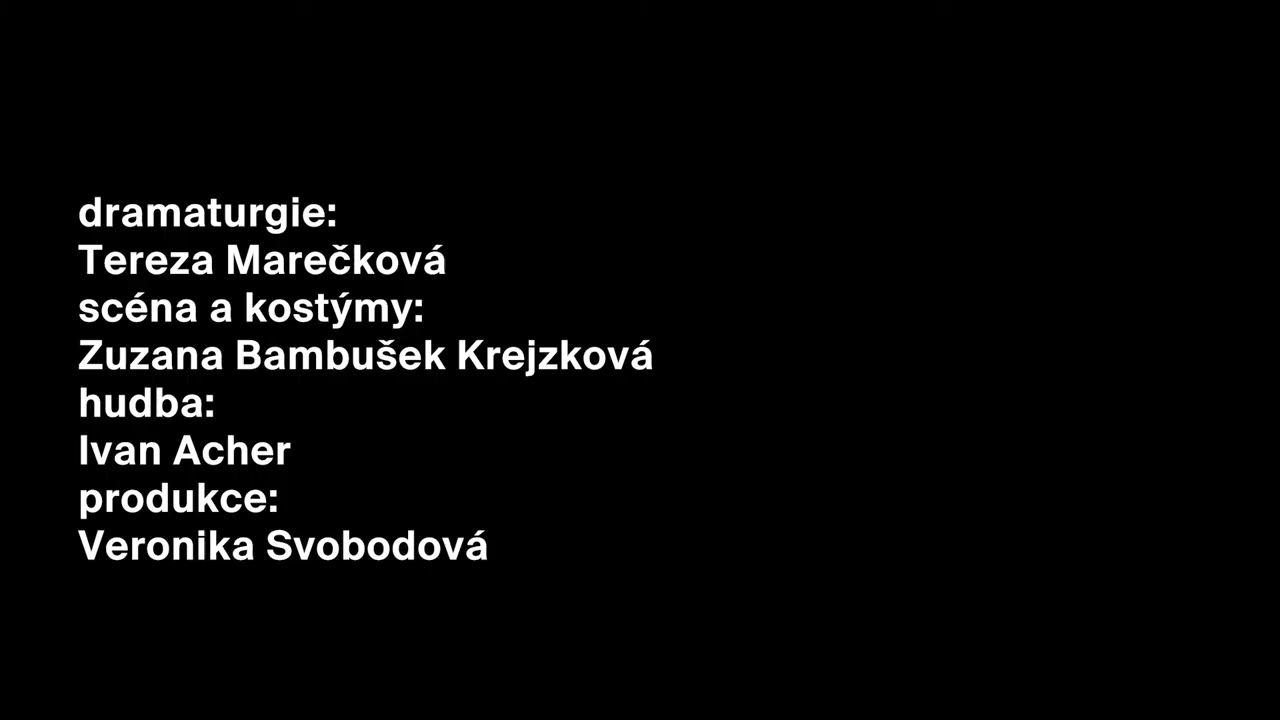 dramaturgie:
Tereza Marečková
scéna a kostýmy:
Zuzana Bambušek Krejzková
hudba:
Ivan Acher
produkce:
Veronika Svobodová